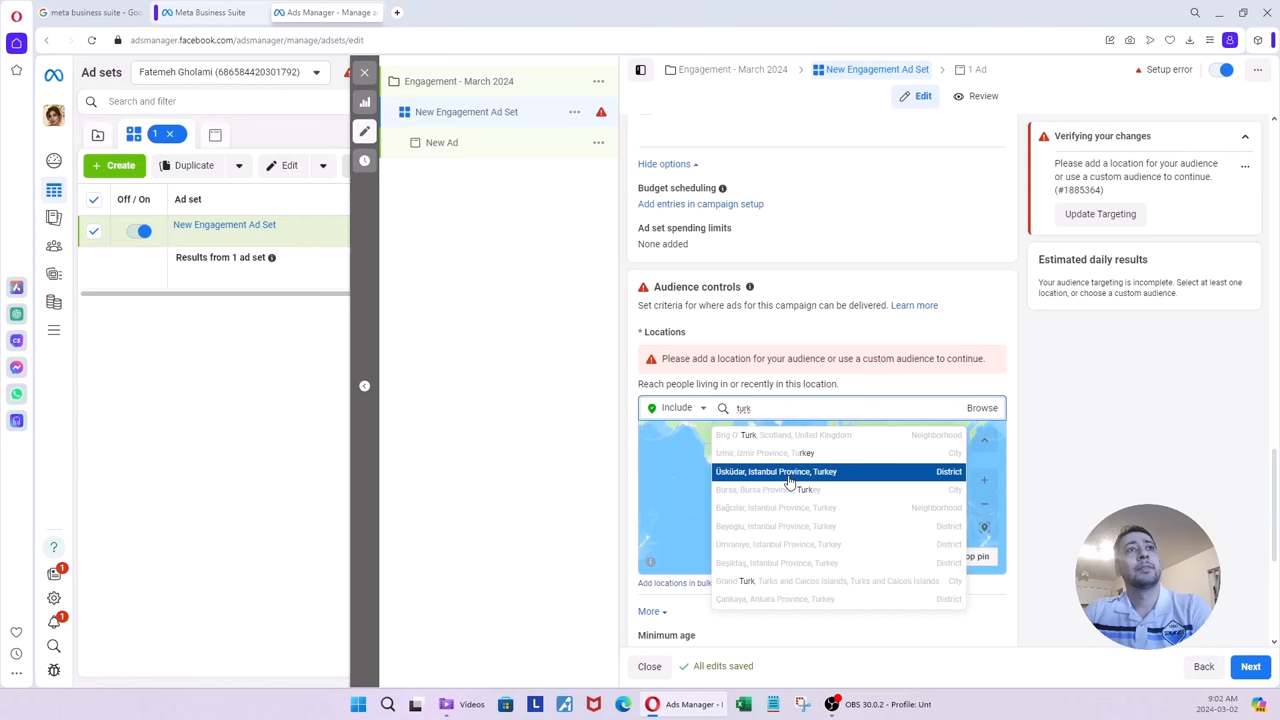 meta business suite - Goo
Meta Business Suite
Ads Manager - Manage a
adsmanager.facebook.com/adsmanager/manage/adsets/edit
Ad sets
Fatemeh Gholami (686584420301792)
Search and filter
1
Create
Duplicate
Edit
Off / On
Ad set
New Engagement Ad Set
Results from 1 ad set
1
1
Engagement - March 2024
New Engagement Ad Set
New Ad
Engagement - March 2024
New Engagement Ad Set
1 Ad
Setup error
Edit
Review
Hide options
Budget scheduling
Add entries in campaign setup
Ad set spending limits
None added
Audience controls
Set criteria for where ads for this campaign can be delivered. Learn more
* Locations
Please add a location for your audience or use a custom audience to continue.
Reach people living in or recently in this location.
Include
turk
Browse
Brig O' Turk, Scotland, United Kingdom Neighborhood
İzmir, Izmir Province, Turkey City
Üsküdar, Istanbul Province, Turkey District
Bursa, Bursa Province, Turkey City
Bağcılar, Istanbul Province, Turkey Neighborhood
Beyoglu, Istanbul Province, Turkey District
Ümraniye, Istanbul Province, Turkey District
Beşiktaş, Istanbul Province, Turkey District
Grand Turk, Turks and Caicos Islands, Turks and Caicos Islands City
Çankaya, Ankara Province, Turkey District
op pin
Add locations in bulk
More
Minimum age
Close
All edits saved
Back
Next
Verifying your changes
Please add a location for your audience
or use a custom audience to continue.
(#1885364)
Update Targeting
Estimated daily results
Your audience targeting is incomplete. Select at least one
location, or choose a custom audience.
Videos
Ads Manager - I
OBS 30.0.2 - Profile: Unt
9:02 AM
2024-03-02